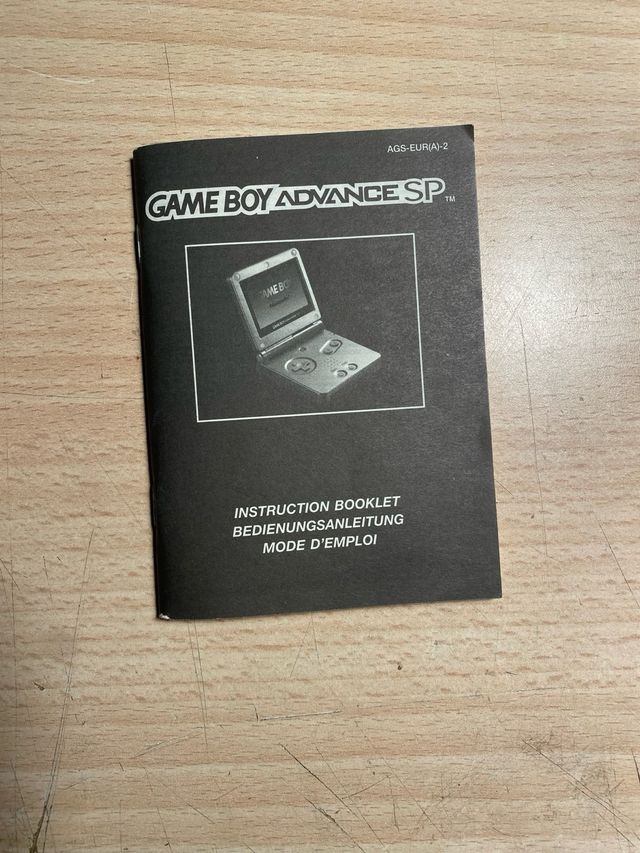 AGS-EUR(A)-2
GAME BOY ADVANCE SP™
INSTRUCTION BOOKLET
BEDIENUNGSANLEITUNG
MODE D'EMPLOI